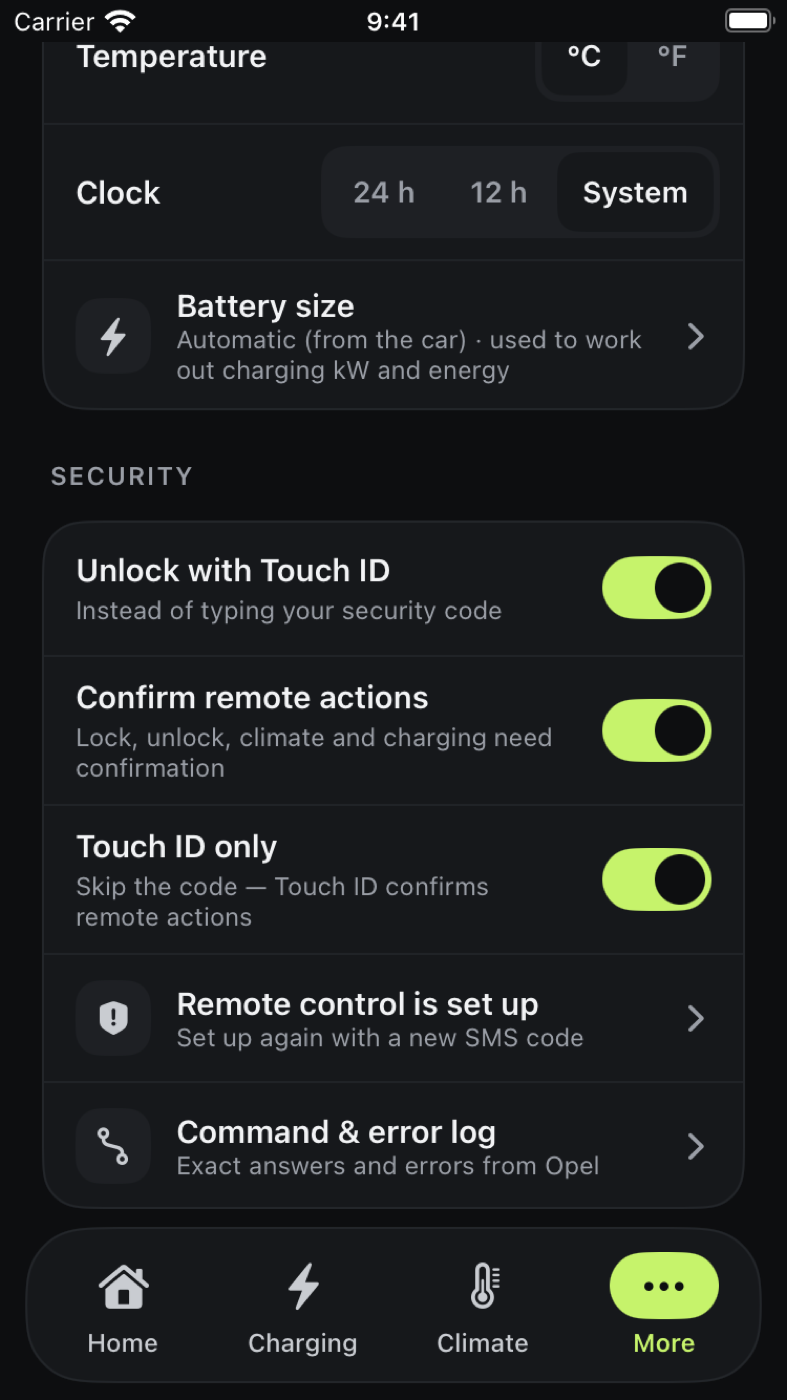 Carrier
9:41
Temperature
°C
°F
Clock
24 h
12 h
System
Battery size
Automatic (from the car) · used to work
out charging kW and energy
SECURITY
Unlock with Touch ID
Instead of typing your security code
Confirm remote actions
Lock, unlock, climate and charging need
confirmation
Touch ID only
Skip the code — Touch ID confirms
remote actions
Remote control is set up
Set up again with a new SMS code
Command & error log
Exact answers and errors from Opel
Home
Charging
Climate
More